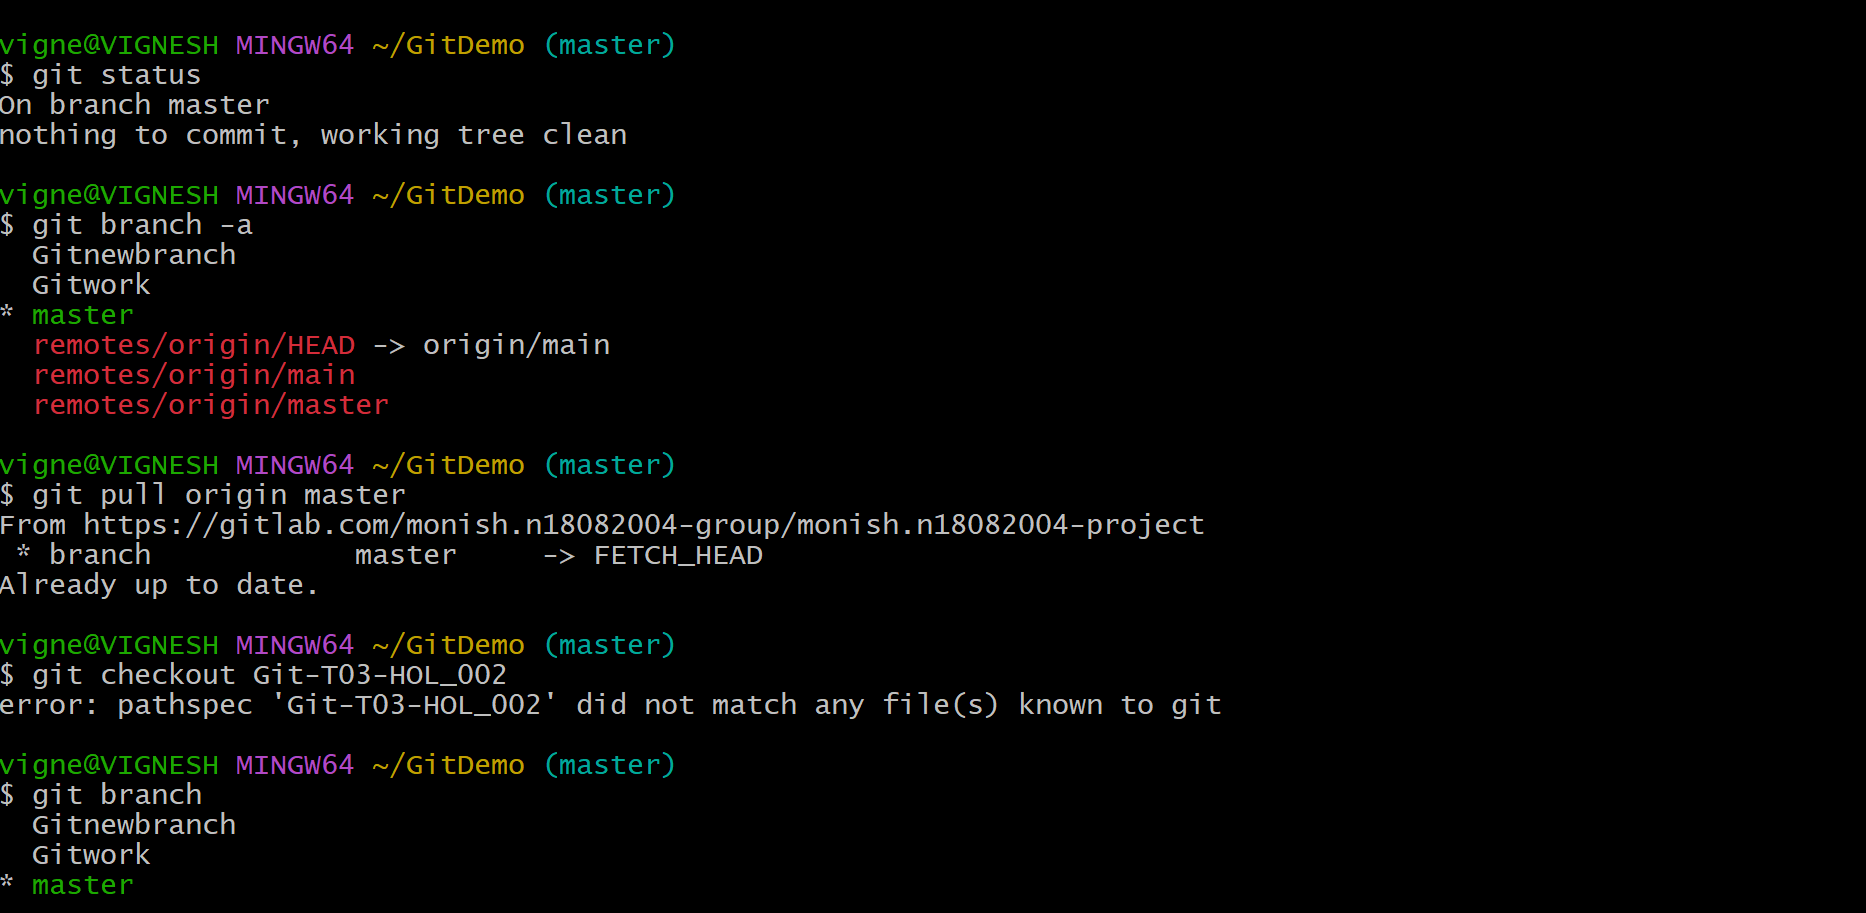 vigne@VIGNESH MINGW64 ~/GitDemo (master)
$ git status
On branch master
nothing to commit, working tree clean

vigne@VIGNESH MINGW64 ~/GitDemo (master)
$ git branch -a
  Gitnewbranch
  Gitwork
* master
  remotes/origin/HEAD -> origin/main
  remotes/origin/main
  remotes/origin/master

vigne@VIGNESH MINGW64 ~/GitDemo (master)
$ git pull origin master
From https://gitlab.com/monish.n18082004-group/monish.n18082004-project
 * branch            master     -> FETCH_HEAD
Already up to date.

vigne@VIGNESH MINGW64 ~/GitDemo (master)
$ git checkout Git-T03-HOL_002
error: pathspec 'Git-T03-HOL_002' did not match any file(s) known to git

vigne@VIGNESH MINGW64 ~/GitDemo (master)
$ git branch
  Gitnewbranch
  Gitwork
* master